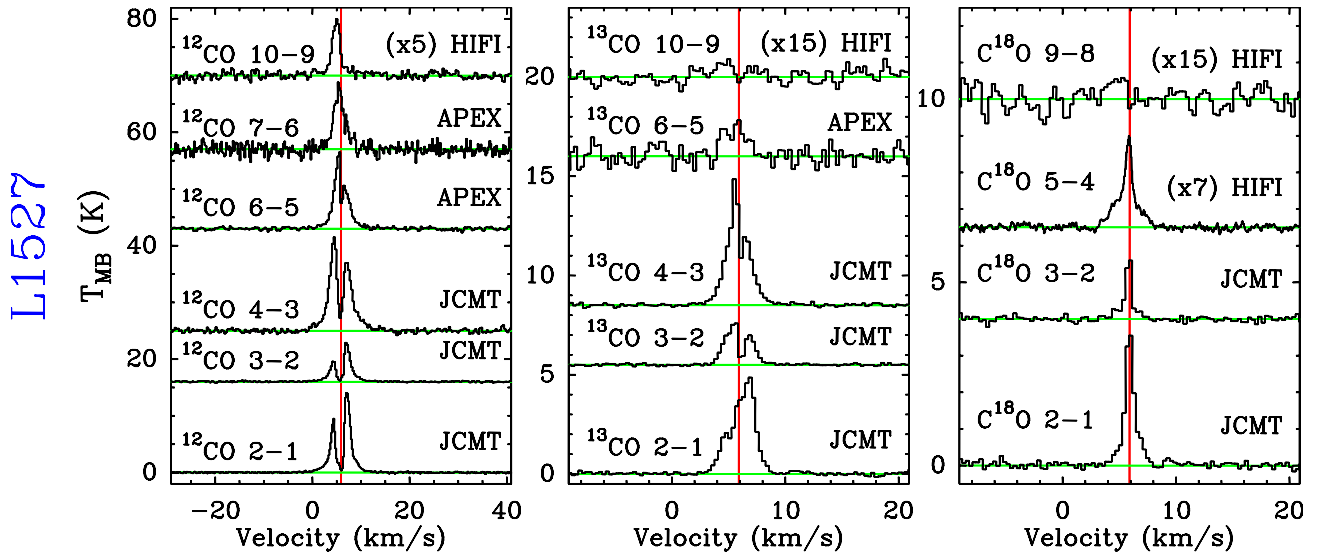 L1527
T_MB (K)
80
60
40
20
0
¹²CO 10−9 (x5) HIFI
¹²CO 7−6 APEX
¹²CO 6−5 APEX
¹²CO 4−3 JCMT
¹²CO 3−2 JCMT
¹²CO 2−1 JCMT
−20 0 20 40
Velocity (km/s)
20
15
10
5
0
¹³CO 10−9 (x15) HIFI
¹³CO 6−5 APEX
¹³CO 4−3 JCMT
¹³CO 3−2 JCMT
¹³CO 2−1 JCMT
0 10 20
Velocity (km/s)
10
5
0
C¹⁸O 9−8 (x15) HIFI
C¹⁸O 5−4 (x7) HIFI
C¹⁸O 3−2 JCMT
C¹⁸O 2−1 JCMT
0 10 20
Velocity (km/s)